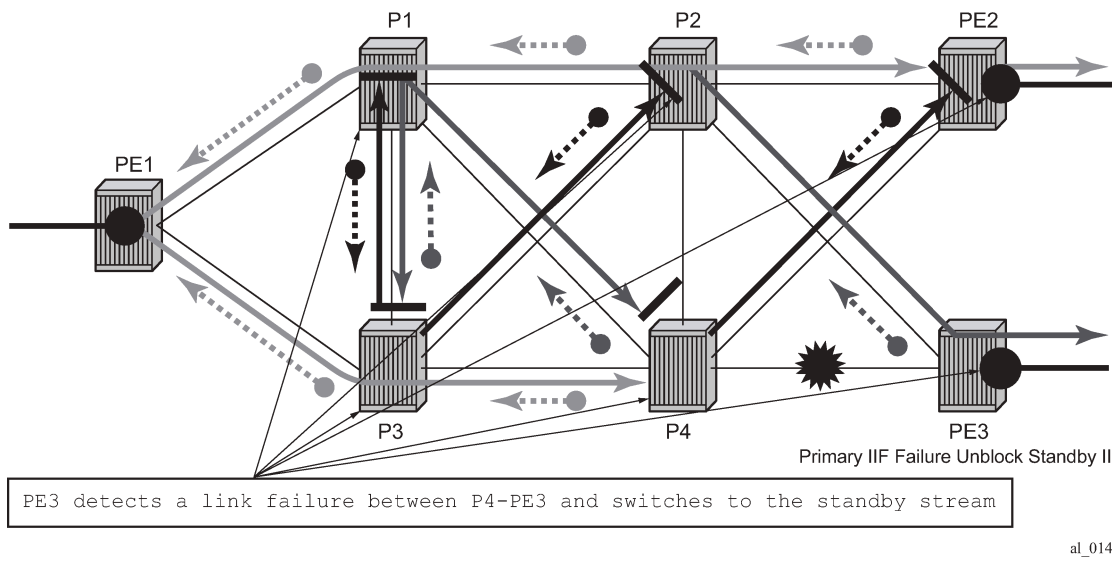 P1
P2
PE2
PE1
P3
P4
PE3
Primary IIF Failure Unblock Standby II
PE3 detects a link failure between P4-PE3 and switches to the standby stream
al_014